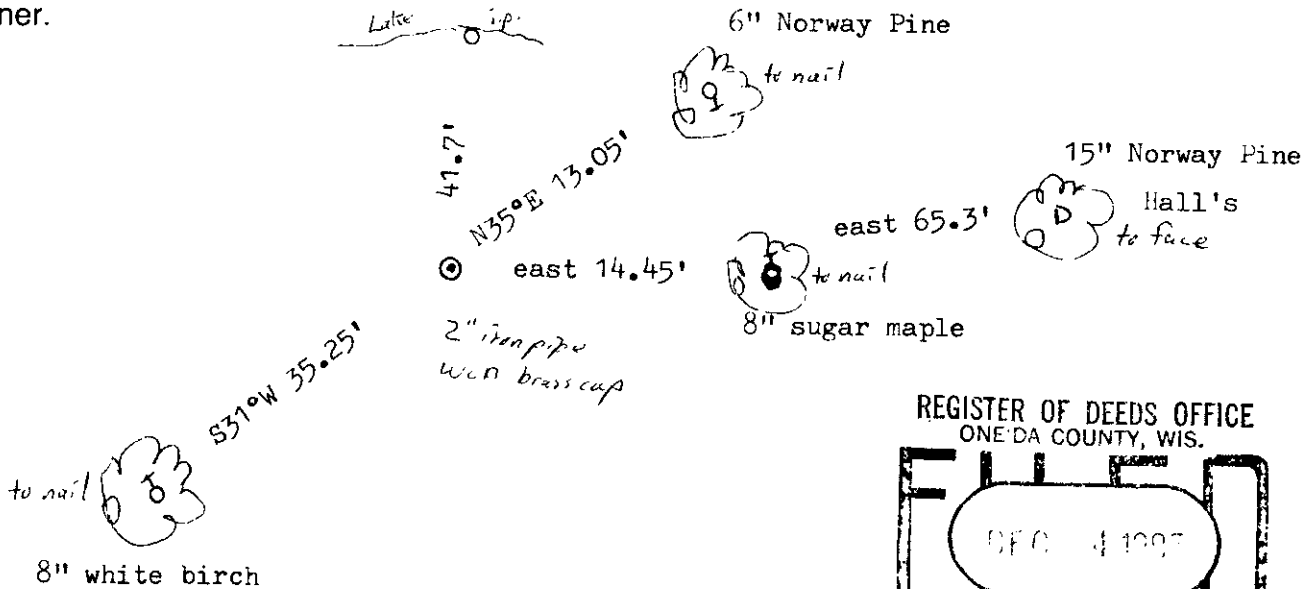 ner.
Lake i.p.
6" Norway Pine
to nail
41.7'
N35°E 13.05'
15" Norway Pine
Hall's
to face
east 65.3'
east 14.45'
to nail
8" sugar maple
2" iron pipe
brass cap
S31°W 35.25'
to nail
8" white birch
REGISTER OF DEEDS OFFICE
ONEIDA COUNTY, WIS.
DEC 4